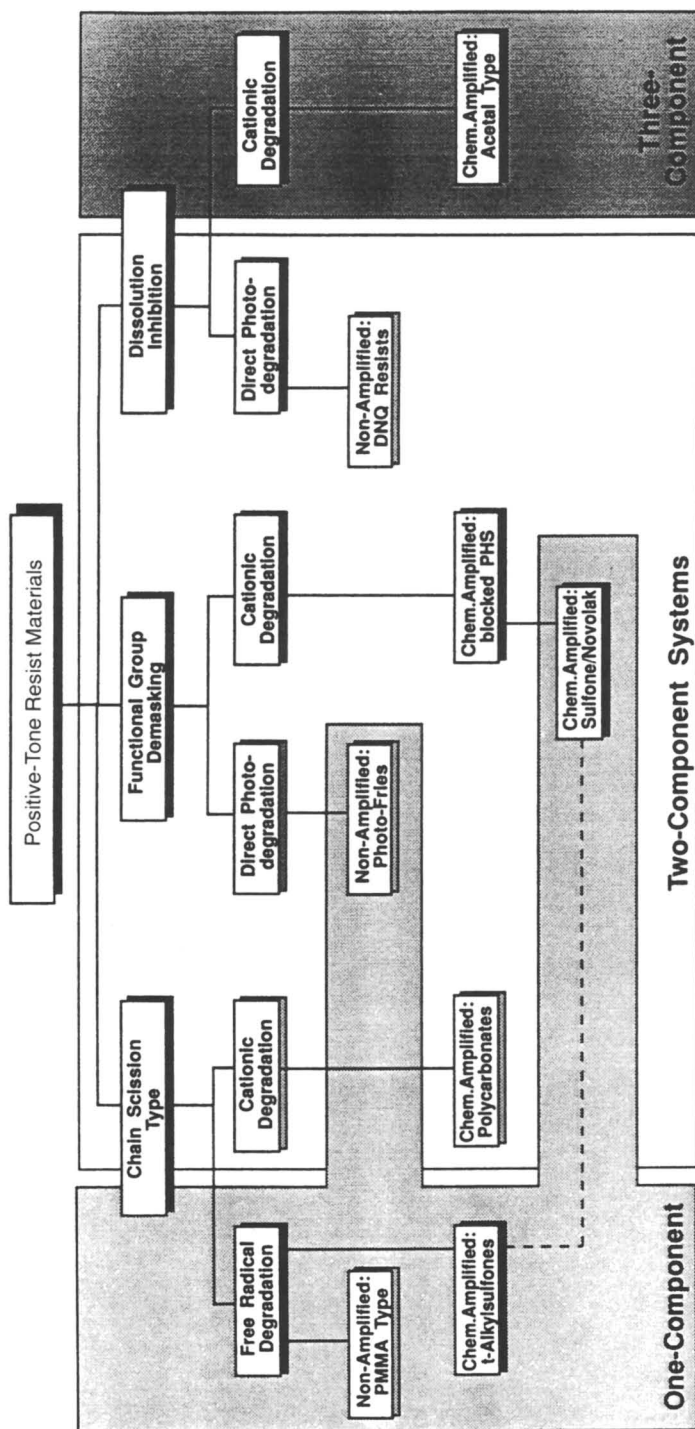 Positive-Tone Resist Materials
Chain Scission
Type
Functional Group
Demasking
Dissolution
Inhibition
Free Radical
Degradation
Cationic
Degradation
Direct Photo-
degradation
Cationic
Degradation
Direct Photo-
degradation
Cationic
Degradation
Non-Amplified:
PMMA Type
Non-Amplified:
Photo-Fries
Non-Amplified:
DNQ Resists
Chem.Amplified:
t-Alkylsulfones
Chem.Amplified:
Polycarbonates
Chem.Amplified:
blocked PHS
Chem.Amplified:
Acetal Type
Chem.Amplified:
Sulfone/Novolak
One-Component
Two-Component Systems
Three-
Component